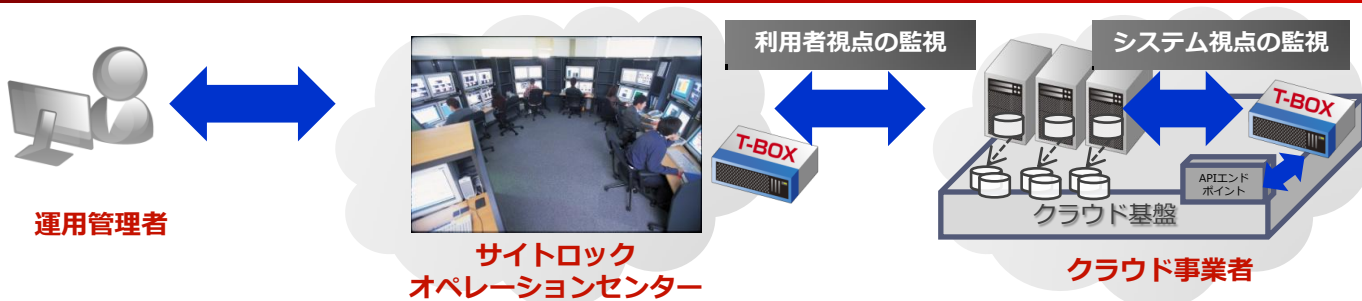 利用者視点の監視
システム視点の監視
T-BOX
T-BOX
APIエンド
ポイント
クラウド基盤
運用管理者
サイトロック
オペレーションセンター
クラウド事業者